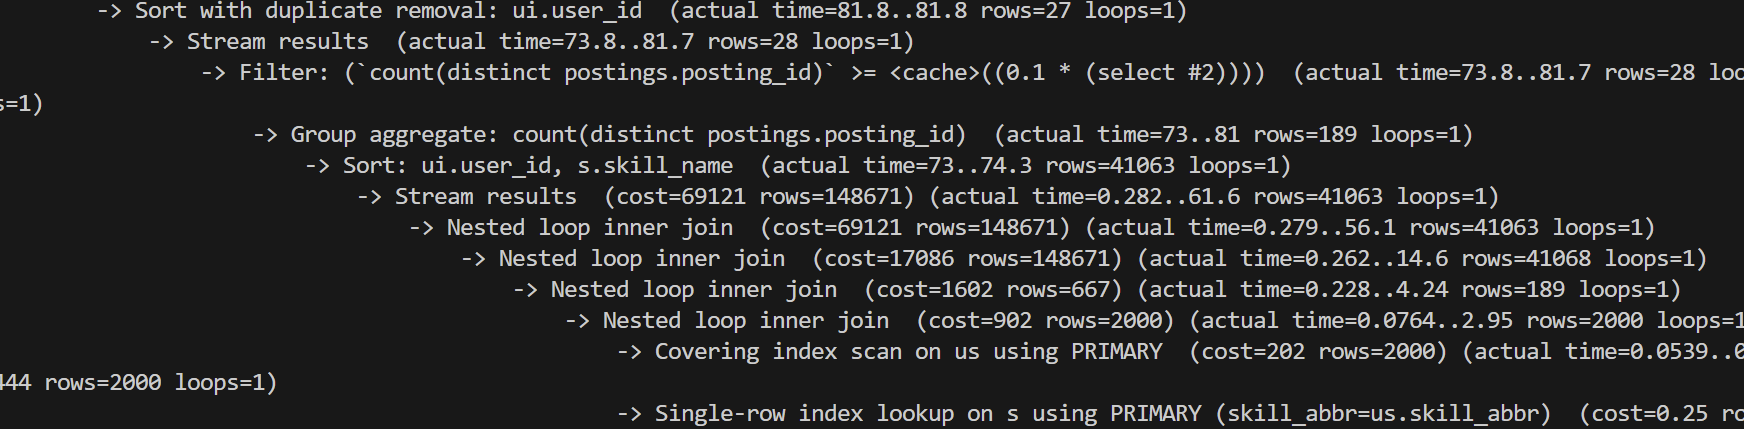 -> Sort with duplicate removal: ui.user_id  (actual time=81.8..81.8 rows=27 loops=1)
-> Stream results  (actual time=73.8..81.7 rows=28 loops=1)
-> Filter: (`count(distinct postings.posting_id)` >= <cache>((0.1 * (select #2))))  (actual time=73.8..81.7 rows=28 loo
s=1)
-> Group aggregate: count(distinct postings.posting_id)  (actual time=73..81 rows=189 loops=1)
-> Sort: ui.user_id, s.skill_name  (actual time=73..74.3 rows=41063 loops=1)
-> Stream results  (cost=69121 rows=148671) (actual time=0.282..61.6 rows=41063 loops=1)
-> Nested loop inner join  (cost=69121 rows=148671) (actual time=0.279..56.1 rows=41063 loops=1)
-> Nested loop inner join  (cost=17086 rows=148671) (actual time=0.262..14.6 rows=41068 loops=1)
-> Nested loop inner join  (cost=1602 rows=667) (actual time=0.228..4.24 rows=189 loops=1)
-> Nested loop inner join  (cost=902 rows=2000) (actual time=0.0764..2.95 rows=2000 loops=1
-> Covering index scan on us using PRIMARY  (cost=202 rows=2000) (actual time=0.0539..0
444 rows=2000 loops=1)
-> Single-row index lookup on s using PRIMARY (skill_abbr=us.skill_abbr)  (cost=0.25 ro